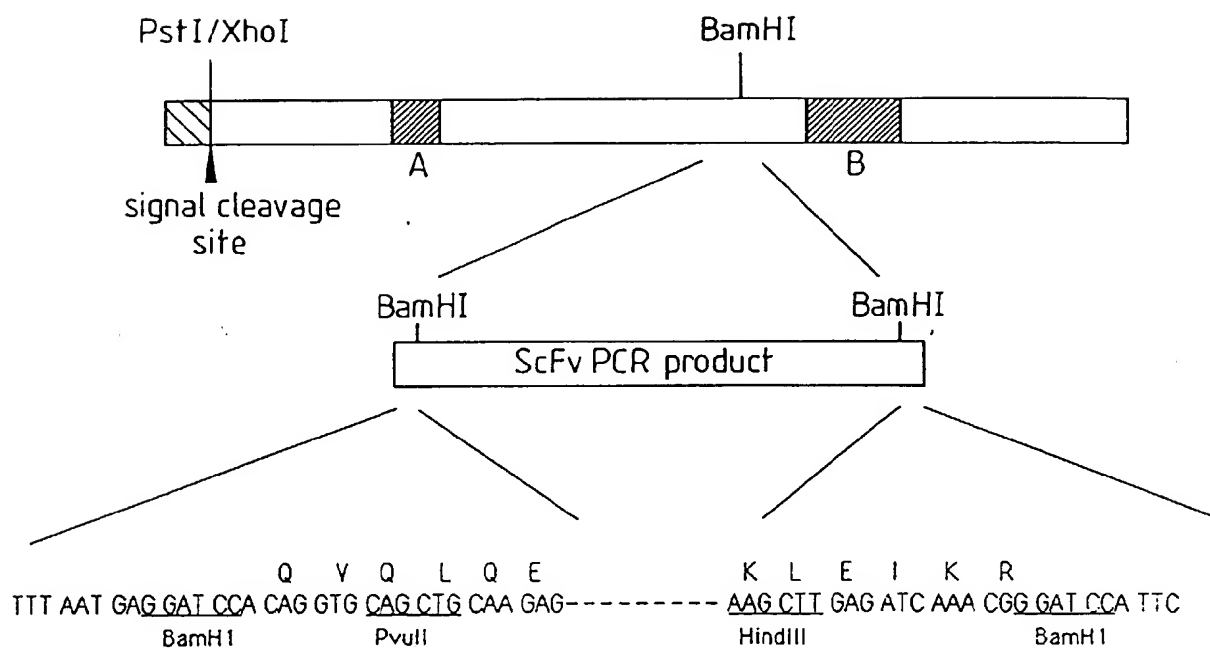 PstI/XhoI
BamHI
A
B
signal cleavage
site
BamHI
BamHI
ScFv PCR product
Q V Q L Q E
K L E I K R
TTT AAT GAG GAT CCA CAG GTG CAG CTG CAA GAG----------AAG CTT GAG ATC AAA CGG GAT CCA TTC
BamH1
PvuII
HindIII
BamH1